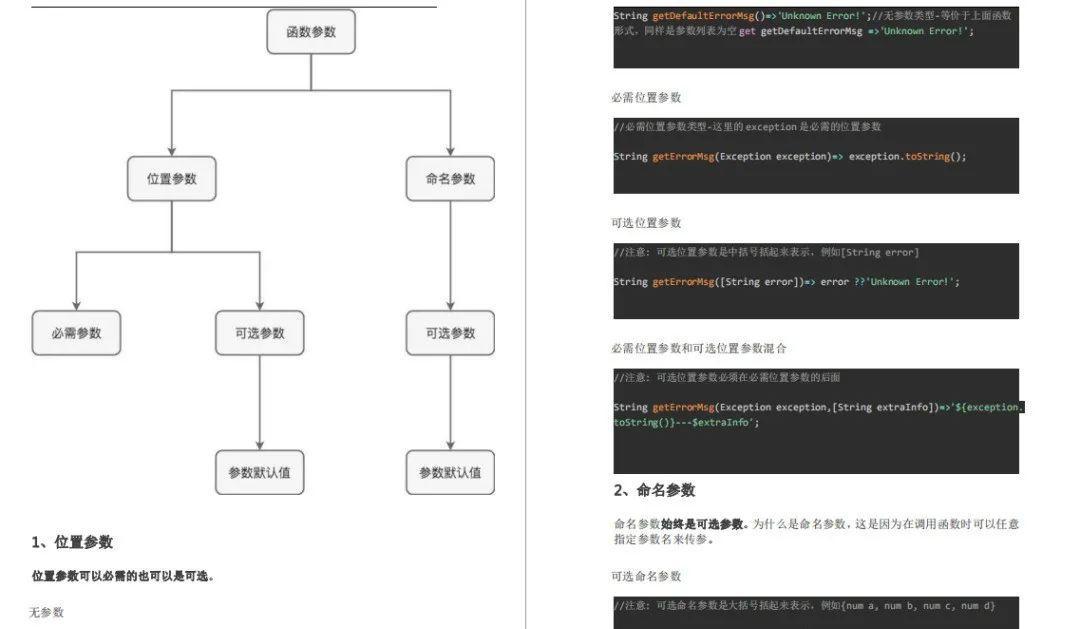 函数参数
位置参数
命名参数
必需参数
可选参数
可选参数
参数默认值
参数默认值
1、位置参数
位置参数可以必需的也可以是可选。
无参数
String getDefaultErrorMsg()=>'Unknown Error!';//无参数类型-等价于上面函数
形式，同样是参数列表为空get getDefaultErrorMsg =>'Unknown Error!';
必需位置参数
//必需位置参数类型-这里的exception是必需的位置参数
String getErrorMsg(Exception exception)=> exception.toString();
可选位置参数
//注意: 可选位置参数是中括号括起来表示，例如[String error]
String getErrorMsg([String error])=> error ??'Unknown Error!';
必需位置参数和可选位置参数混合
//注意: 可选位置参数必须在必需位置参数的后面
String getErrorMsg(Exception exception,[String extraInfo])=>'${exception.
toString()}---$extraInfo';
2、命名参数
命名参数始终是可选参数。为什么是命名参数，这是因为在调用函数时可以任意
指定参数名来传参。
可选命名参数
//注意: 可选命名参数是大括号括起来表示，例如{num a, num b, num c, num d}